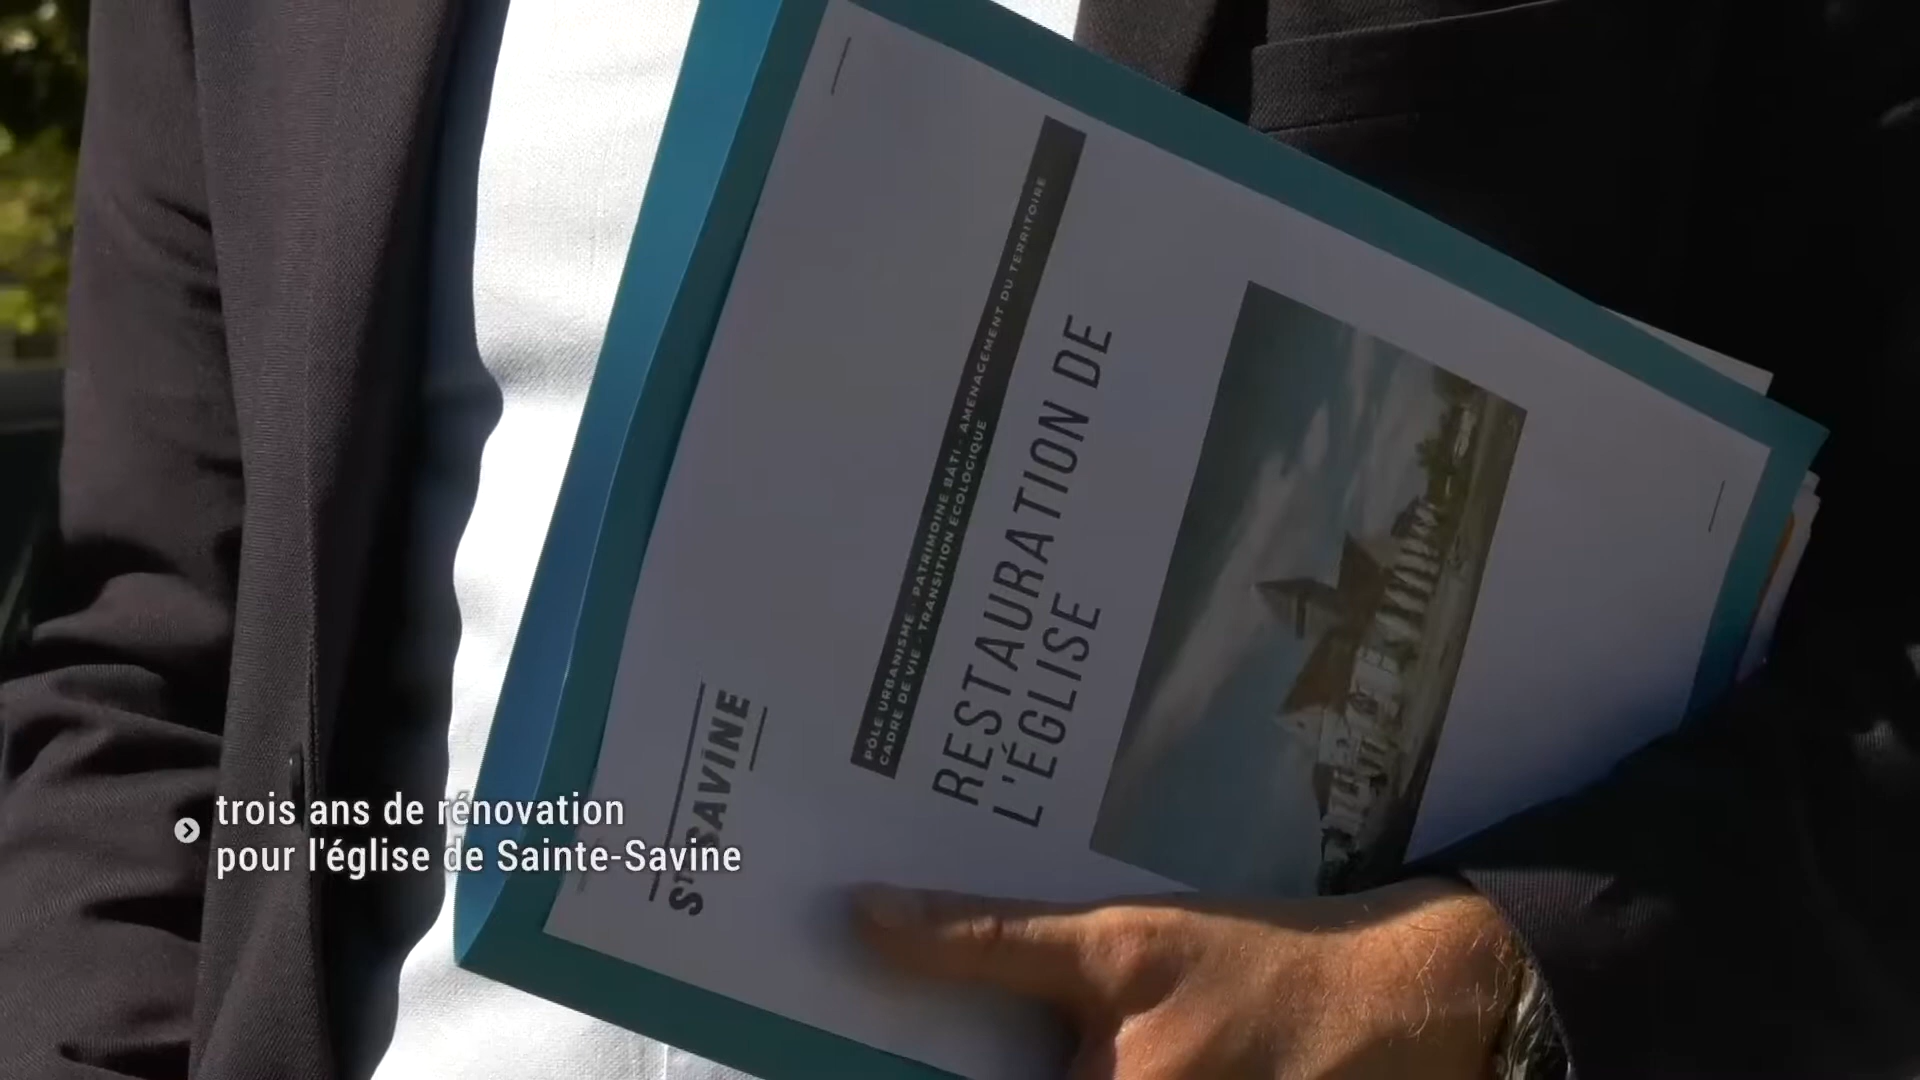 Sᵗᵉ SAVINE
PÔLE URBANISME - PATRIMOINE BÂTI - AMÉNAGEMENT DU TERRITOIRE
CADRE DE VIE - TRANSITION ÉCOLOGIQUE
RESTAURATION DE
L'ÉGLISE
trois ans de rénovation
pour l'église de Sainte-Savine